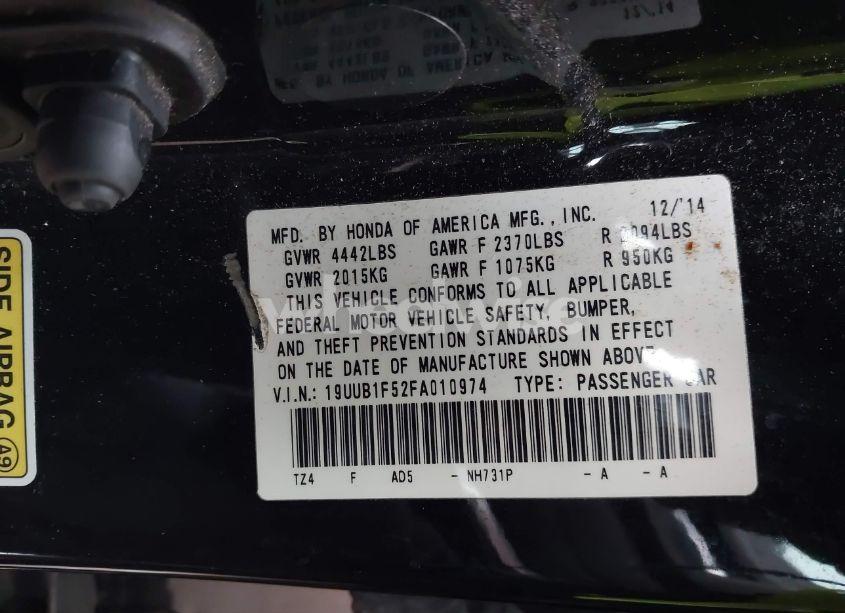 MFD. BY HONDA OF AMERICA MFG., INC. 12/'14
GVWR 4442LBS GAWR F 2370LBS R 2094LBS
GVWR 2015KG GAWR F 1075KG R 950KG
THIS VEHICLE CONFORMS TO ALL APPLICABLE
FEDERAL MOTOR VEHICLE SAFETY, BUMPER,
AND THEFT PREVENTION STANDARDS IN EFFECT
ON THE DATE OF MANUFACTURE SHOWN ABOVE.
V.I.N.: 19UUB1F52FA010974 TYPE: PASSENGER CAR
TZ4 F AD5 - NH731P - A - A
SIDE AIRBAG A9